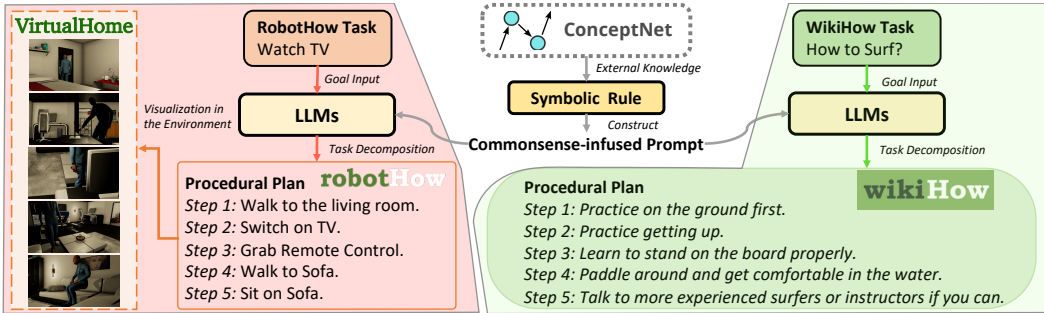 VirtualHome
Visualization in
the Environment
RobotHow Task
Watch TV
Goal Input
LLMs
Task Decomposition
robotHow
Procedural Plan
Step 1: Walk to the living room.
Step 2: Switch on TV.
Step 3: Grab Remote Control.
Step 4: Walk to Sofa.
Step 5: Sit on Sofa.
ConceptNet
External Knowledge
Symbolic Rule
Construct
Commonsense-infused Prompt
WikiHow Task
How to Surf?
Goal Input
LLMs
Task Decomposition
wikiHow
Procedural Plan
Step 1: Practice on the ground first.
Step 2: Practice getting up.
Step 3: Learn to stand on the board properly.
Step 4: Paddle around and get comfortable in the water.
Step 5: Talk to more experienced surfers or instructors if you can.